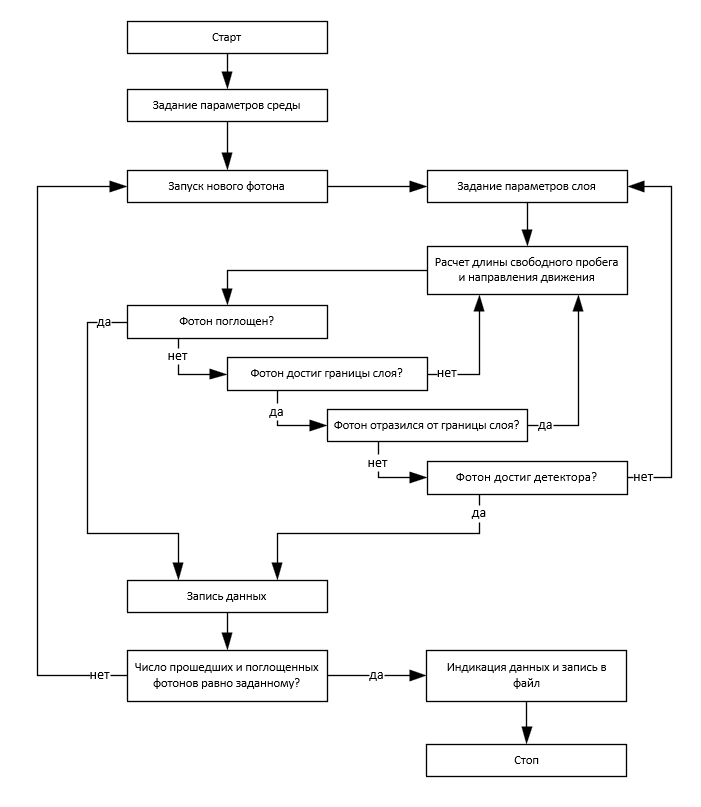 Старт
Задание параметров среды
Запуск нового фотона
Задание параметров слоя
Расчет длины свободного пробега
и направления движения
Фотон поглощен?
да
нет
Фотон достиг границы слоя?
нет
да
Фотон отразился от границы слоя?
да
нет
Фотон достиг детектора?
нет
да
Запись данных
Число прошедших и поглощенных
фотонов равно заданному?
нет
да
Индикация данных и запись в
файл
Стоп